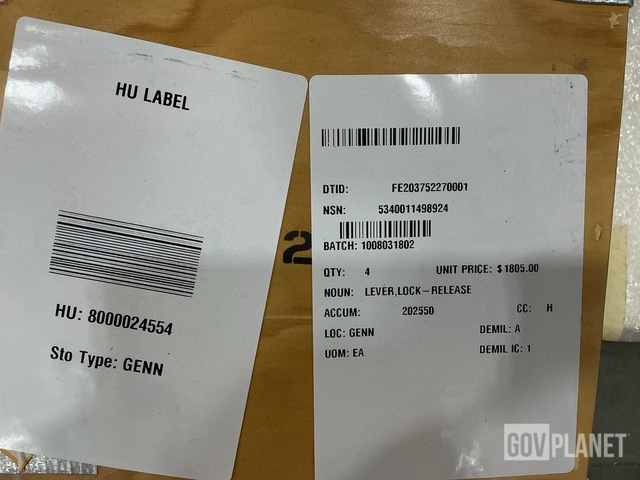 HU LABEL
HU: 8000024554
Sto Type: GENN
2
DTID: FE203752270001
NSN: 5340011498924
BATCH: 1008031802
QTY: 4 UNIT PRICE: $1805.00
NOUN: LEVER,LOCK-RELEASE
ACCUM: 202550 CC: H
LOC: GENN DEMIL: A
UOM: EA DEMIL IC: 1
GOVPLANET